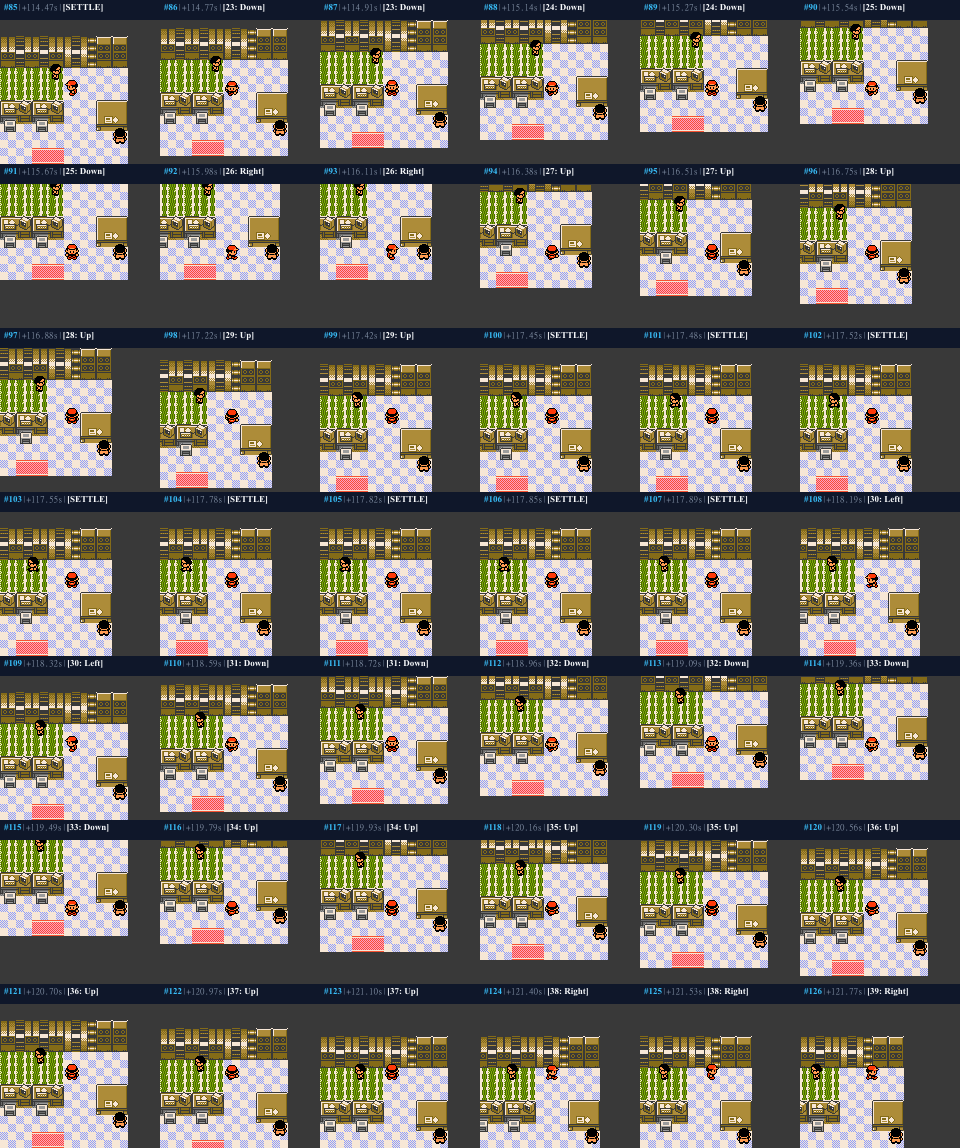 #85|+114.47s|[SETTLE] #86|+114.77s|[23: Down] #87|+114.91s|[23: Down] #88|+115.14s|[24: Down] #89|+115.27s|[24: Down] #90|+115.54s|[25: Down]
#91|+115.67s|[25: Down] #92|+115.98s|[26: Right] #93|+116.11s|[26: Right] #94|+116.38s|[27: Up] #95|+116.51s|[27: Up] #96|+116.75s|[28: Up]
#97|+116.88s|[28: Up] #98|+117.22s|[29: Up] #99|+117.42s|[29: Up] #100|+117.45s|[SETTLE] #101|+117.48s|[SETTLE] #102|+117.52s|[SETTLE]
#103|+117.55s|[SETTLE] #104|+117.78s|[SETTLE] #105|+117.82s|[SETTLE] #106|+117.85s|[SETTLE] #107|+117.89s|[SETTLE] #108|+118.19s|[30: Left]
#109|+118.32s|[30: Left] #110|+118.59s|[31: Down] #111|+118.72s|[31: Down] #112|+118.96s|[32: Down] #113|+119.09s|[32: Down] #114|+119.36s|[33: Down]
#115|+119.49s|[33: Down] #116|+119.79s|[34: Up] #117|+119.93s|[34: Up] #118|+120.16s|[35: Up] #119|+120.30s|[35: Up] #120|+120.56s|[36: Up]
#121|+120.70s|[36: Up] #122|+120.97s|[37: Up] #123|+121.10s|[37: Up] #124|+121.40s|[38: Right] #125|+121.53s|[38: Right] #126|+121.77s|[39: Right]